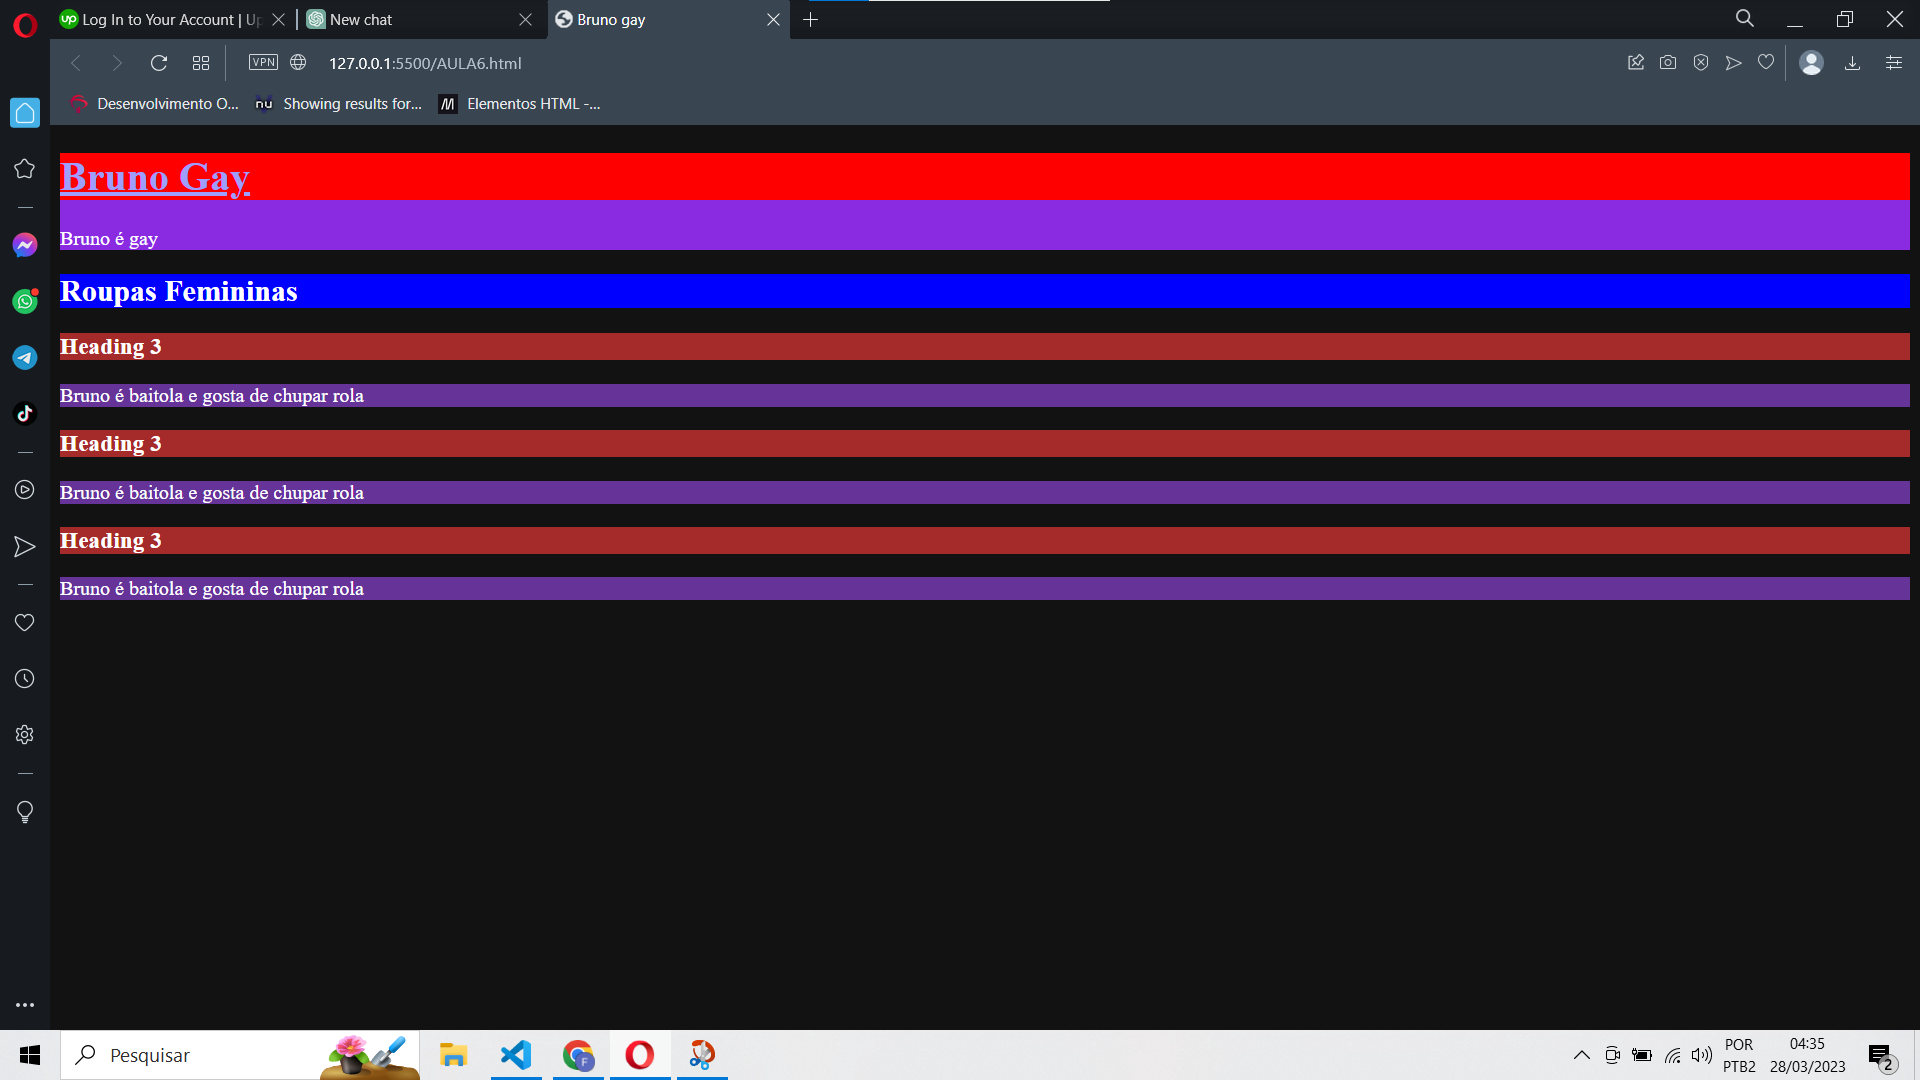 Log In to Your Account | Up
New chat
Bruno gay
VPN
127.0.0.1:5500/AULA6.html
Desenvolvimento O...
nu
Showing results for...
Elementos HTML -...
Bruno Gay
Bruno é gay
Roupas Femininas
Heading 3
Bruno é baitola e gosta de chupar rola
Heading 3
Bruno é baitola e gosta de chupar rola
Heading 3
Bruno é baitola e gosta de chupar rola
Pesquisar
F
POR
PTB2
04:35
28/03/2023
2